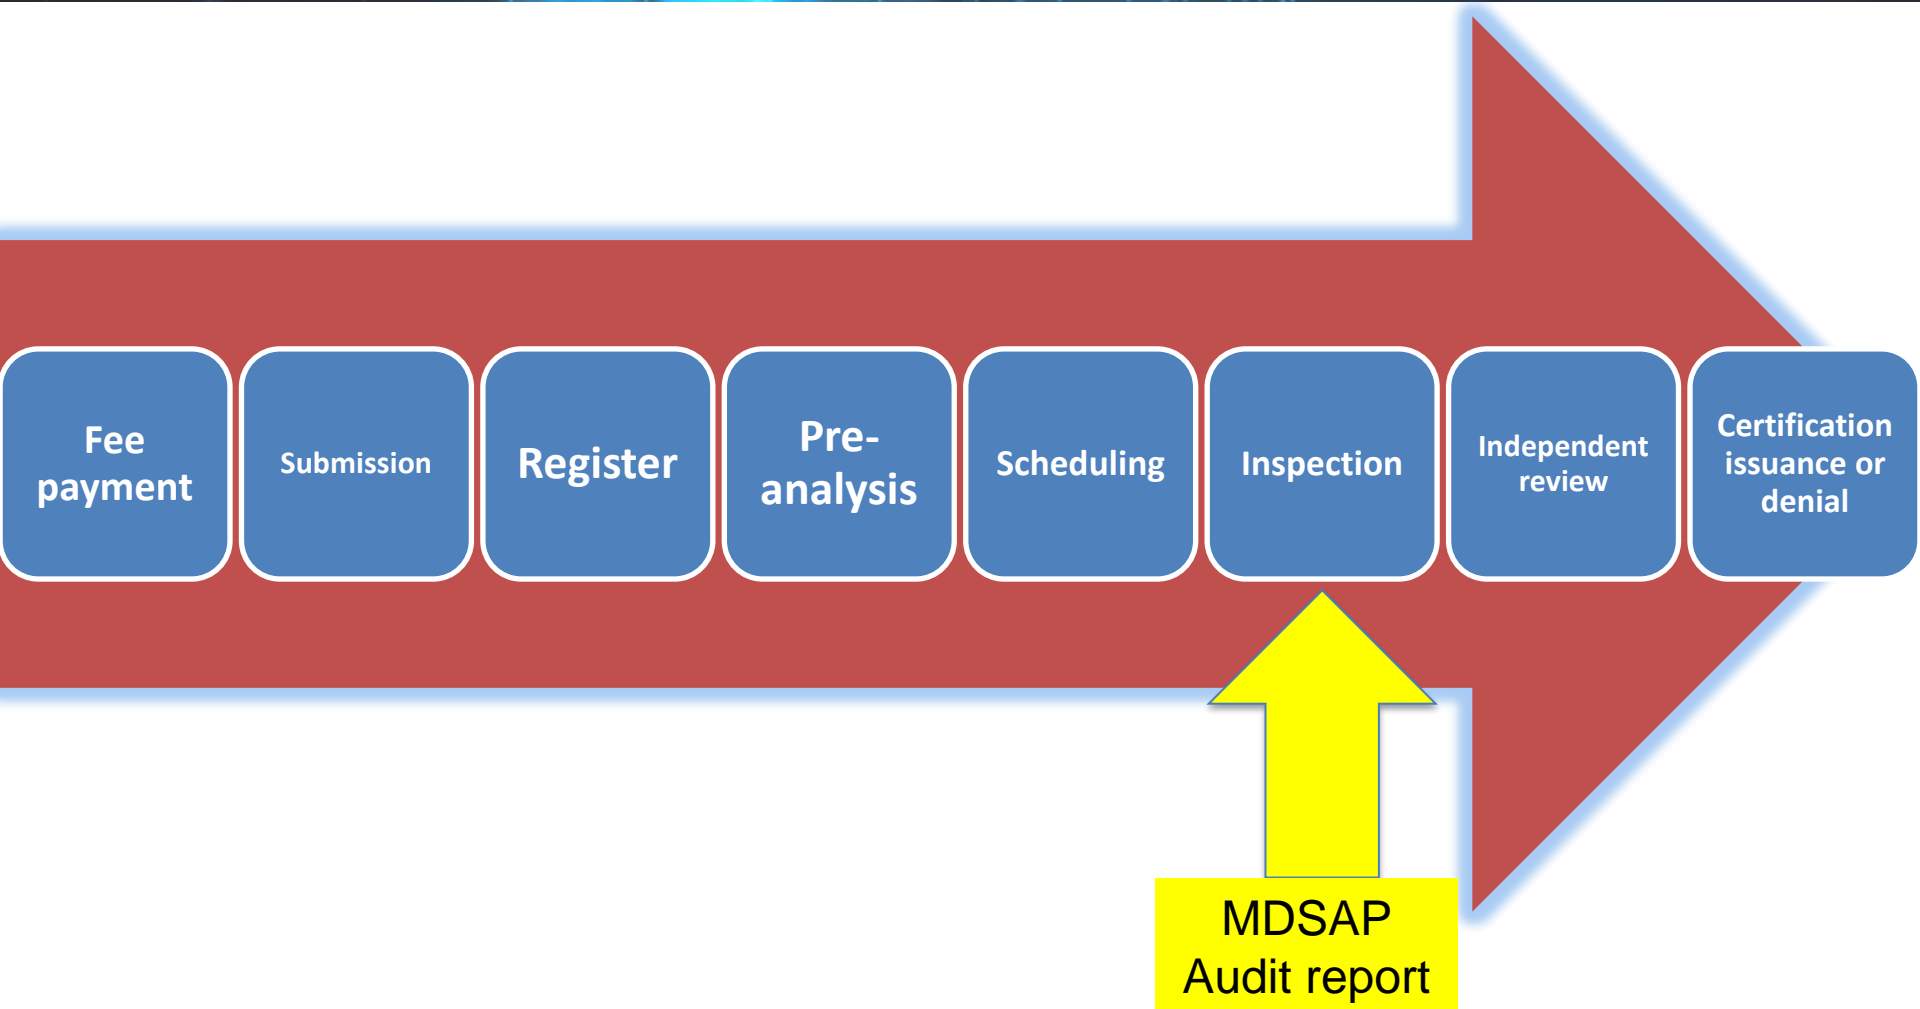 Fee
payment
Submission
Register
Pre-
analysis
Scheduling
Inspection
Independent
review
Certification
issuance or
denial
MDSAP
Audit report